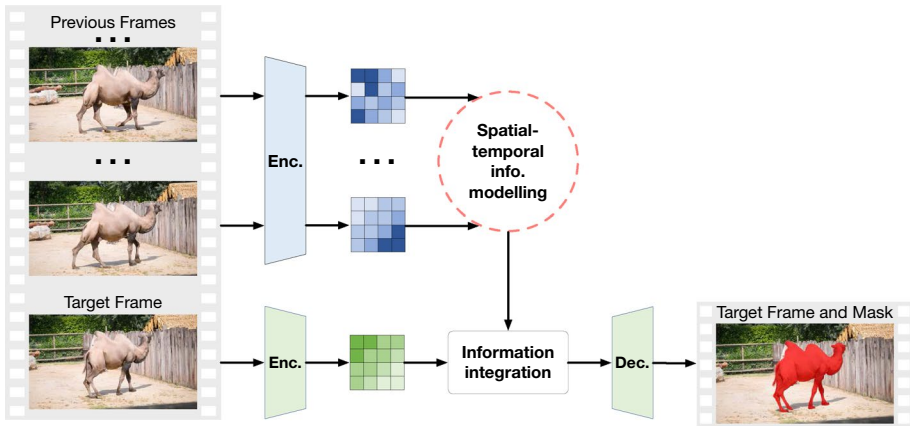 Previous Frames
...
...
Enc.
...
Spatial-
temporal
info.
modelling
Target Frame
Enc.
Information
integration
Dec.
Target Frame and Mask